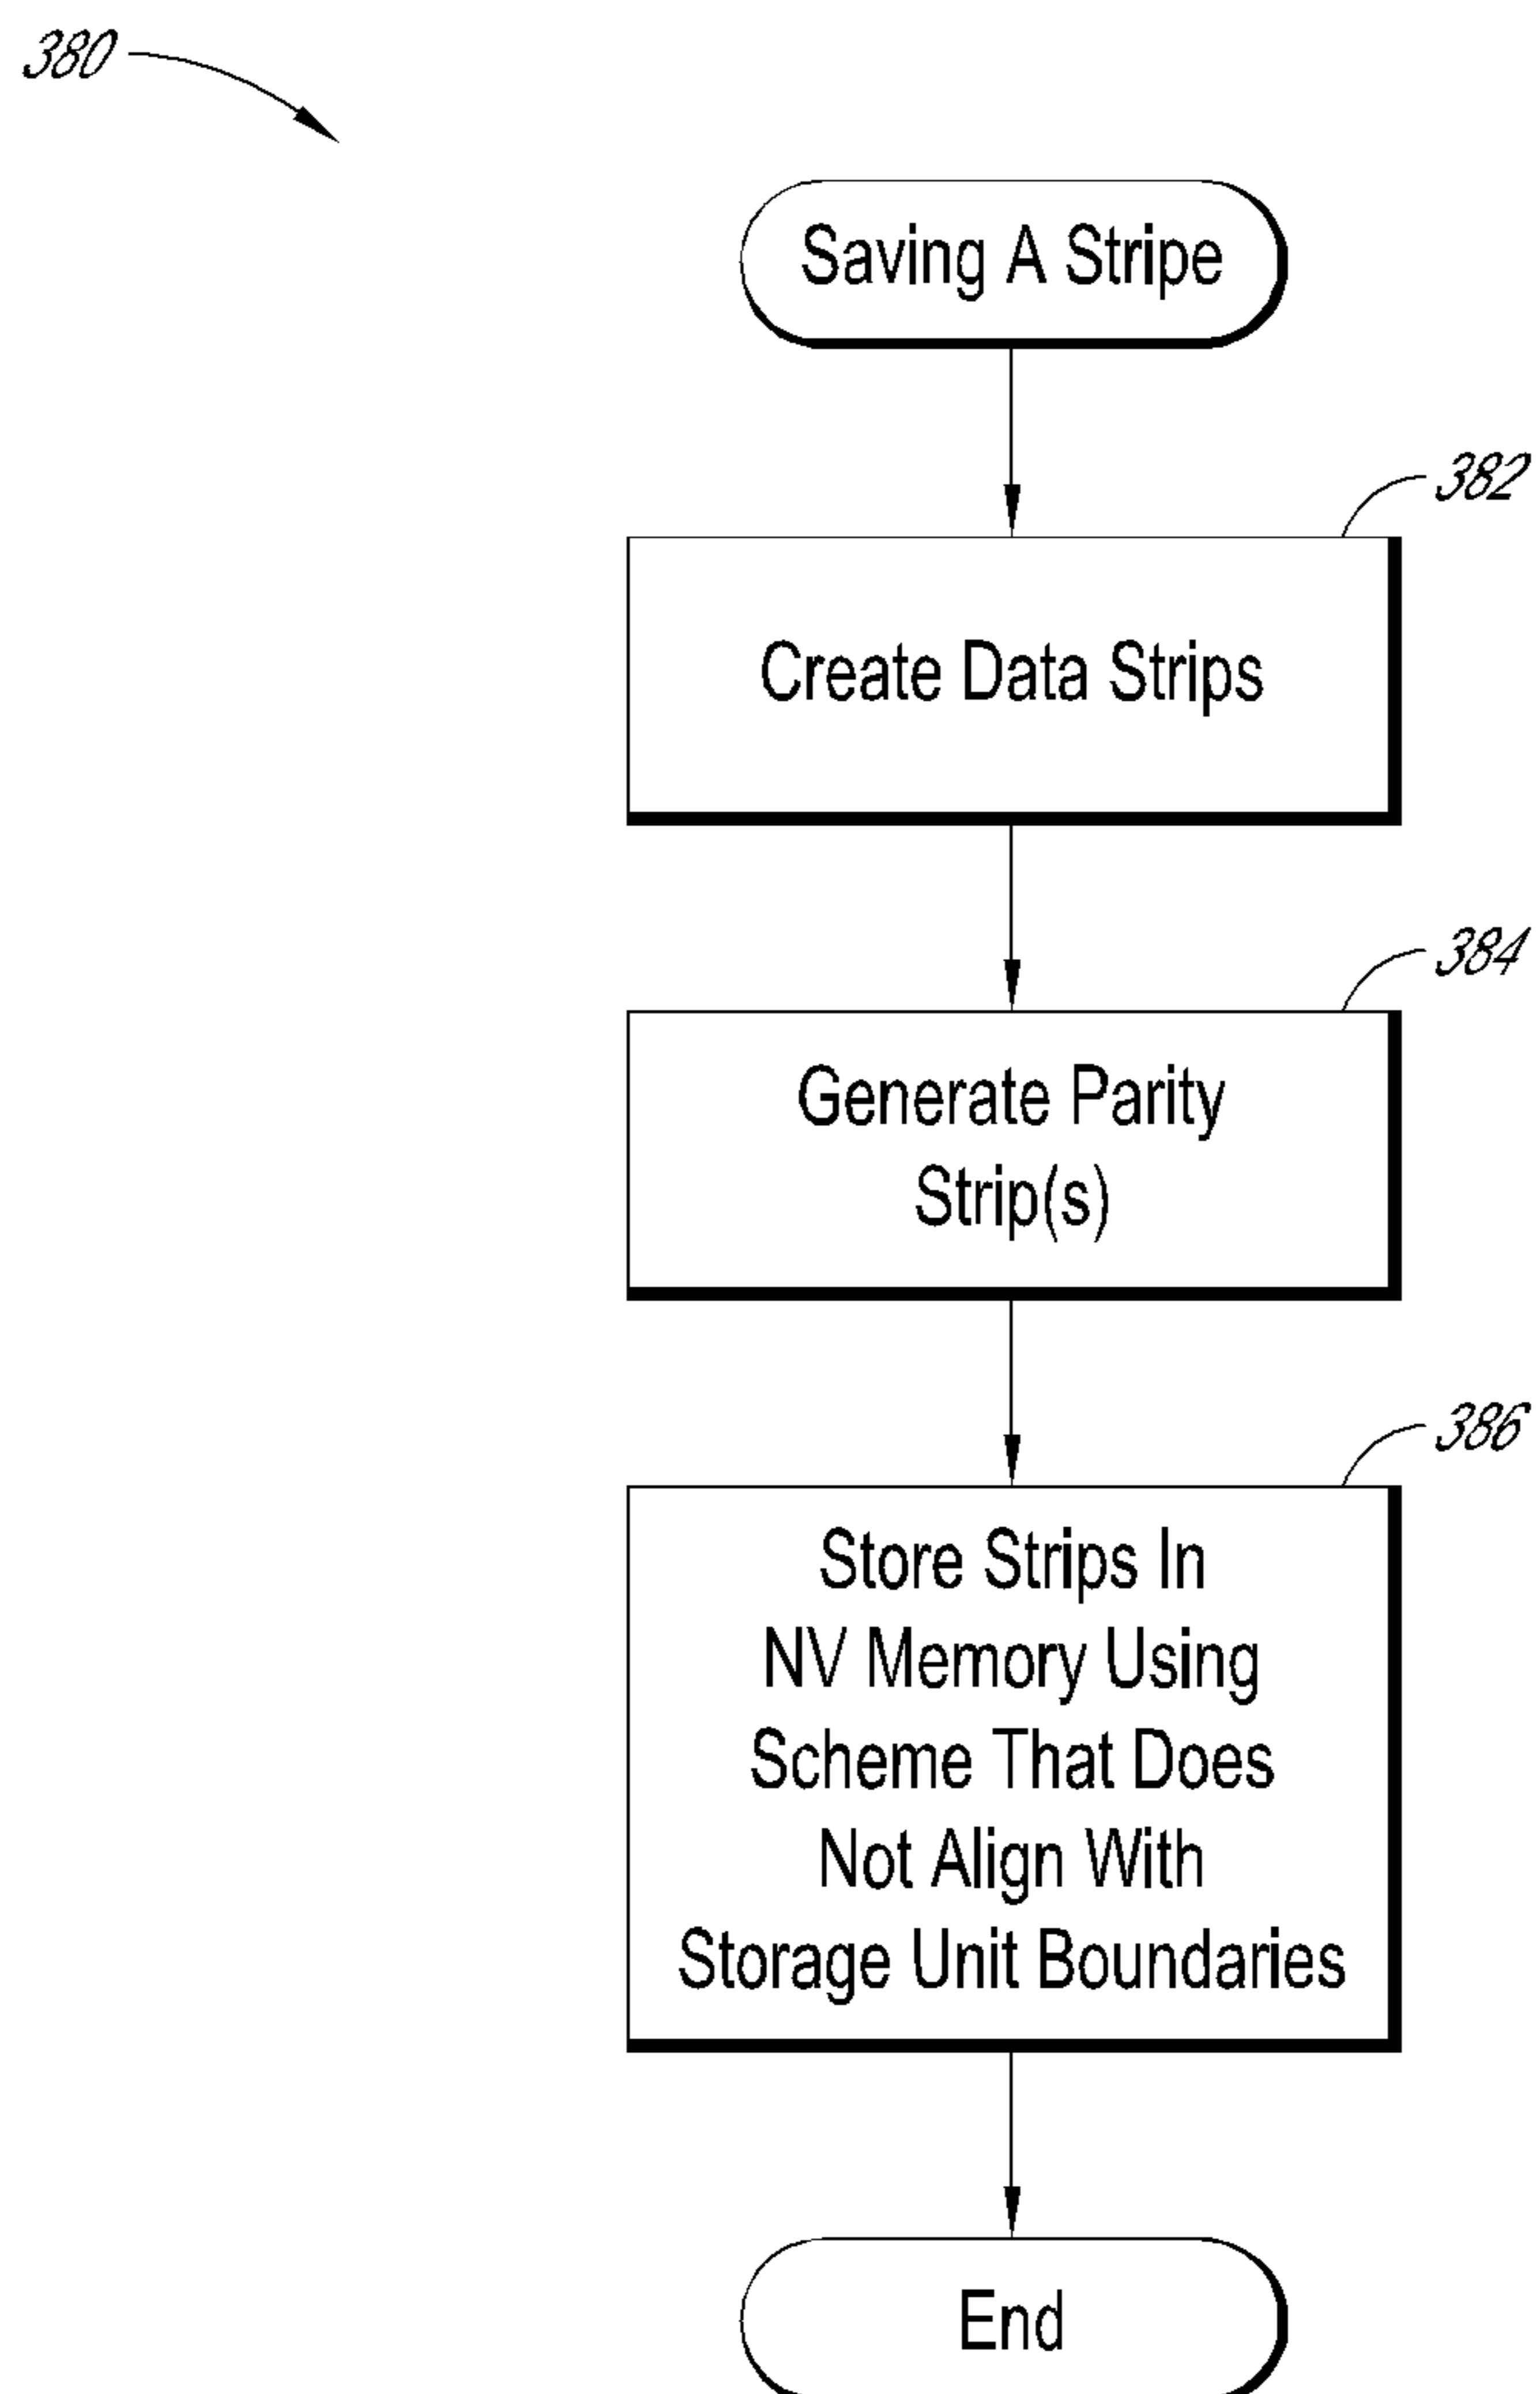 380
Saving A Stripe
382
Create Data Strips
384
Generate Parity
Strip(s)
386
Store Strips In
NV Memory Using
Scheme That Does
Not Align With
Storage Unit Boundaries
End